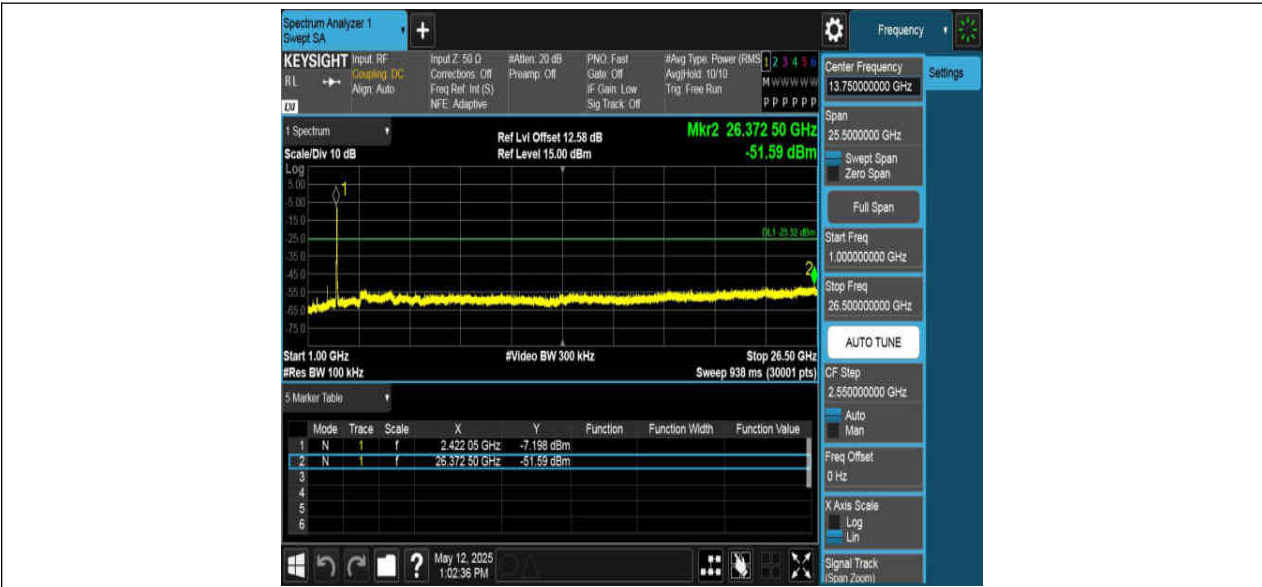 Spectrum Analyzer 1
Swept SA
+
Frequency
KEYSIGHT
RL
LXI
Input: RF
Coupling: DC
Align: Auto
Input Z: 50 Ω
Corrections: Off
Freq Ref: Int (S)
NFE: Adaptive
#Atten: 20 dB
Preamp: Off
PNO: Fast
Gate: Off
IF Gain: Low
Sig Track: Off
#Avg Type: Power (RMS
Avg|Hold: 10/10
Trig: Free Run
1 2 3 4 5 6
M W W W W W
P P P P P P
1 Spectrum
Scale/Div 10 dB
Ref Lvl Offset 12.58 dB
Ref Level 15.00 dBm
Mkr2 26.372 50 GHz
-51.59 dBm
Log
5.00
-5.00
-15.0
-25.0
-35.0
-45.0
-55.0
-65.0
-75.0
1
DL1 -25.52 dBm
2
Start 1.00 GHz
#Video BW 300 kHz
Stop 26.50 GHz
#Res BW 100 kHz
Sweep 938 ms (30001 pts)
5 Marker Table
Mode Trace Scale X Y Function Function Width Function Value
1 N 1 f 2.422 05 GHz -7.198 dBm
2 N 1 f 26.372 50 GHz -51.59 dBm
3
4
5
6
?
May 12, 2025
1:02:36 PM
Center Frequency
13.750000000 GHz
Settings
Span
25.5000000 GHz
Swept Span
Zero Span
Full Span
Start Freq
1.000000000 GHz
Stop Freq
26.500000000 GHz
AUTO TUNE
CF Step
2.550000000 GHz
Auto
Man
Freq Offset
0 Hz
X Axis Scale
Log
Lin
Signal Track
(Span Zoom)